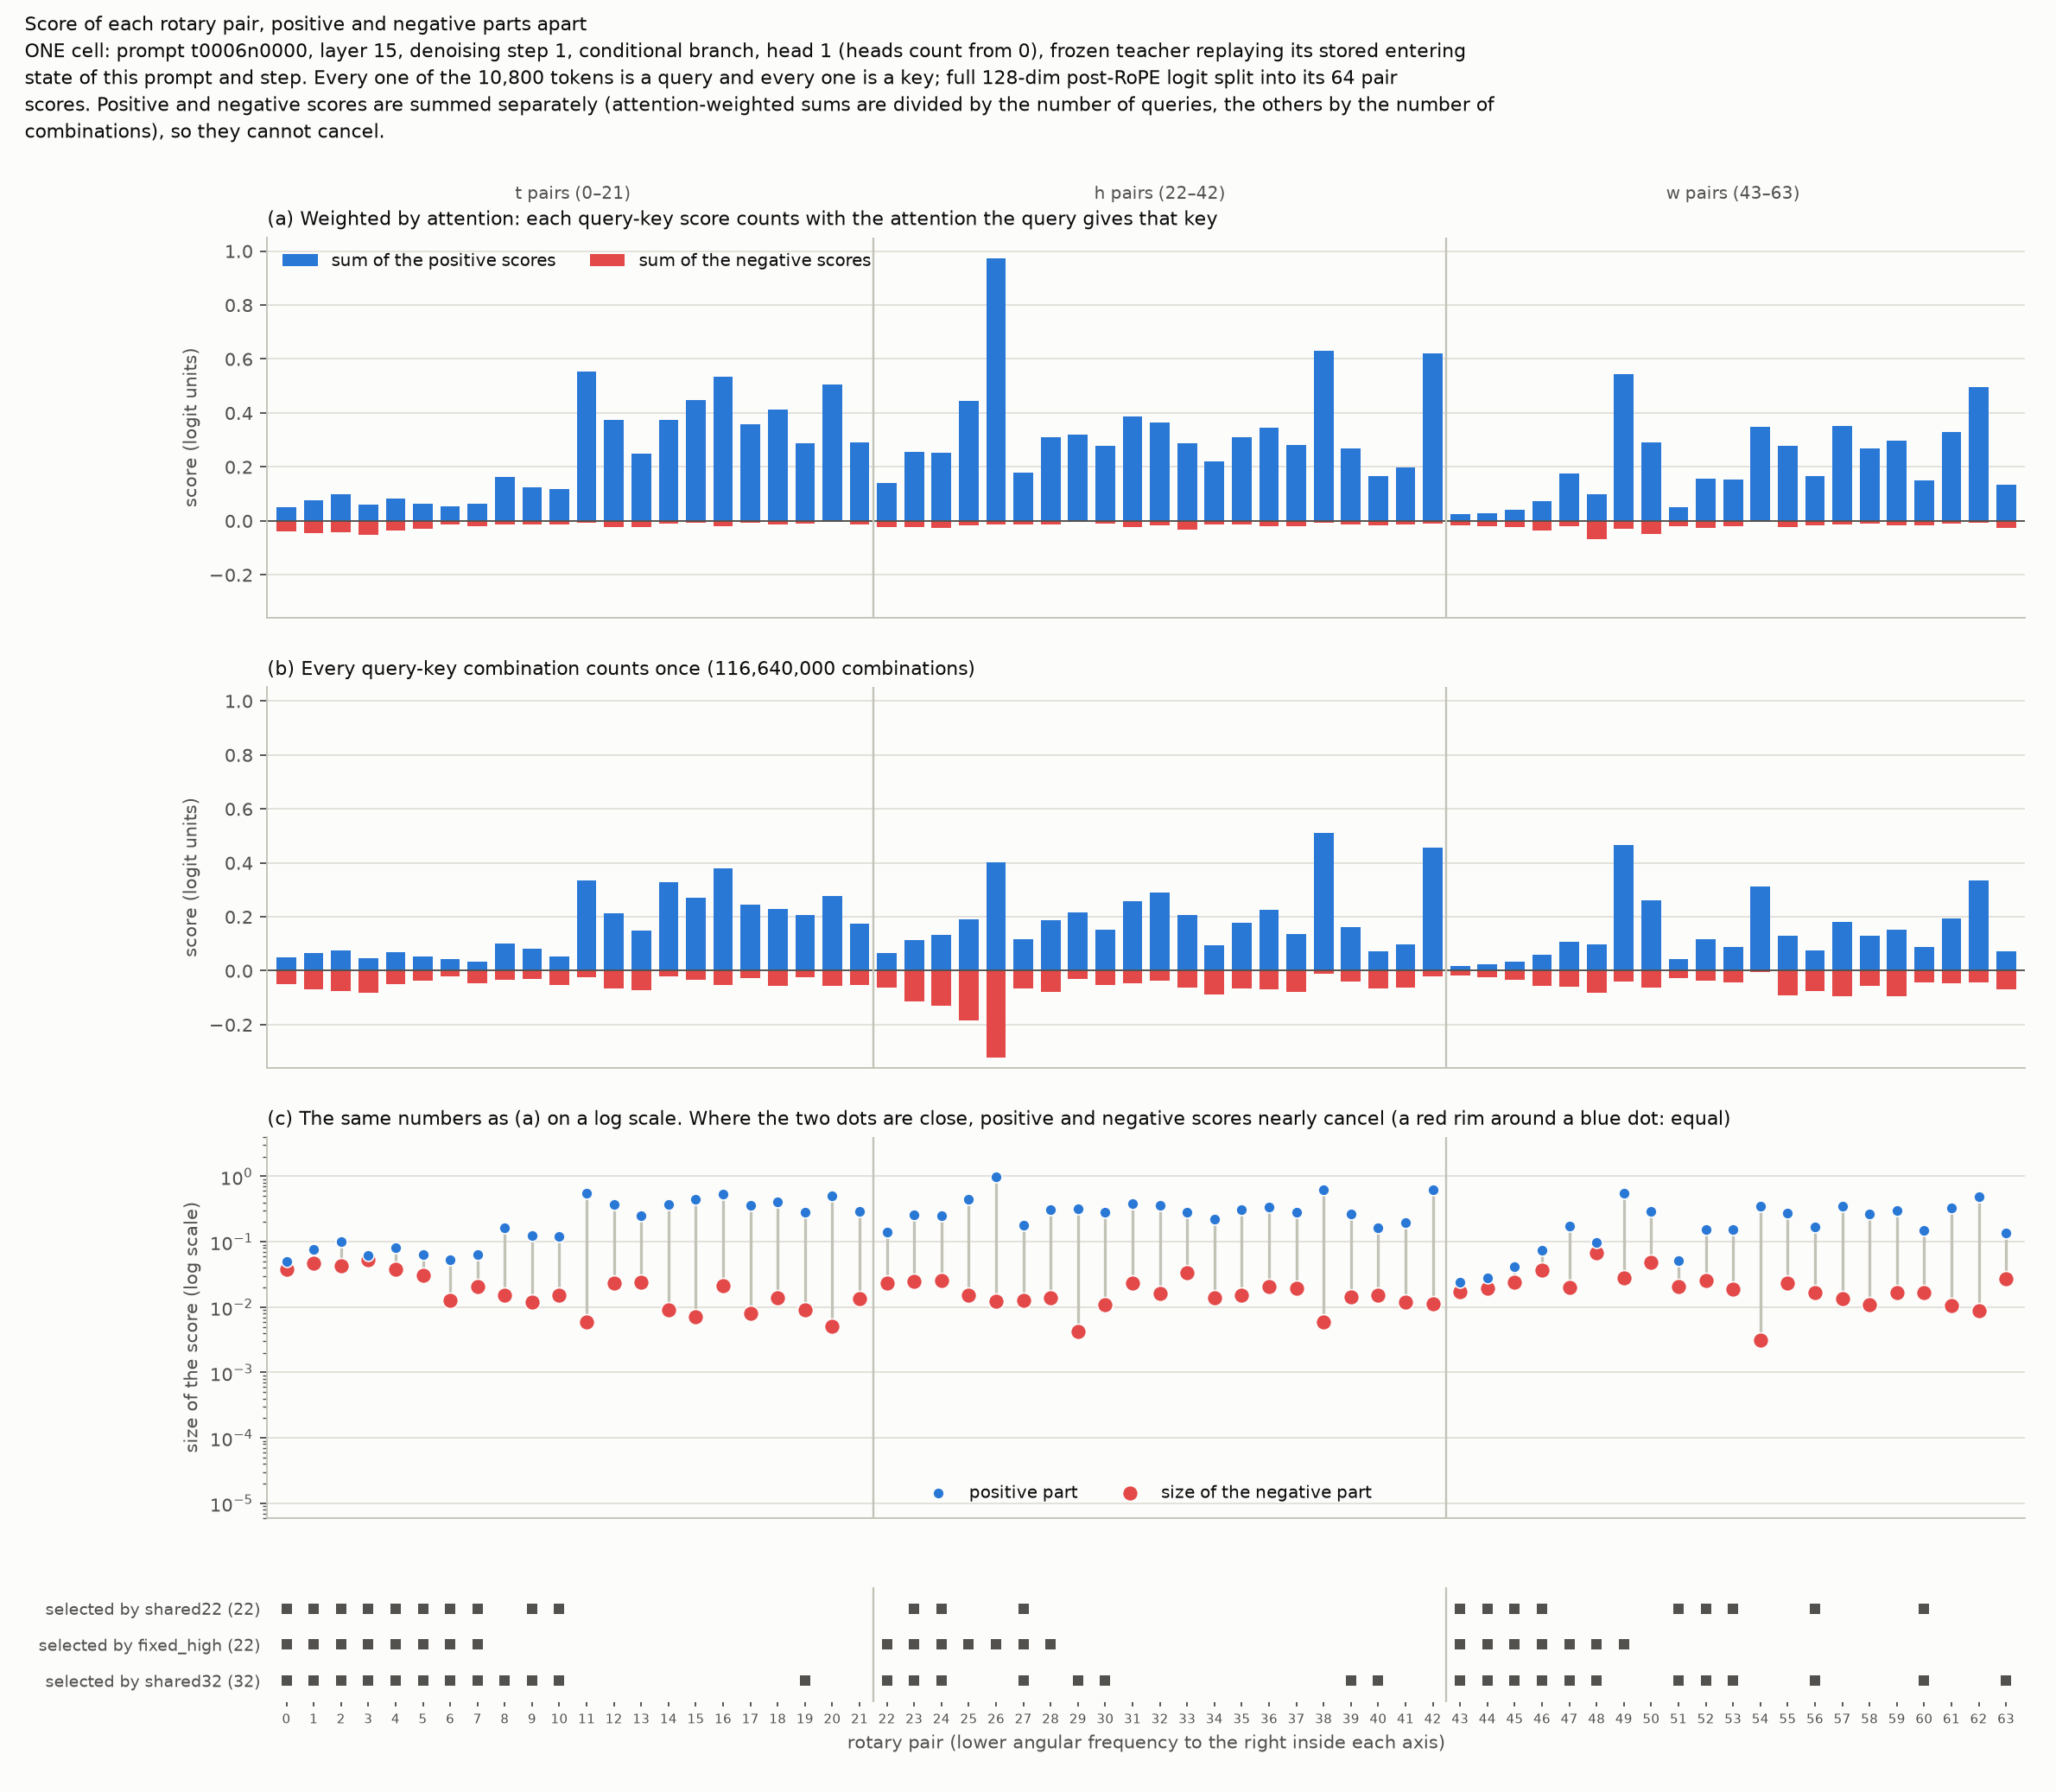 Score of each rotary pair, positive and negative parts apart
ONE cell: prompt t0006n0000, layer 15, denoising step 1, conditional branch, head 1 (heads count from 0), frozen teacher replaying its stored entering
state of this prompt and step. Every one of the 10,800 tokens is a query and every one is a key; full 128-dim post-RoPE logit split into its 64 pair
scores. Positive and negative scores are summed separately (attention-weighted sums are divided by the number of queries, the others by the number of
combinations), so they cannot cancel.
t pairs (0–21) h pairs (22–42) w pairs (43–63)
(a) Weighted by attention: each query-key score counts with the attention the query gives that key
sum of the positive scores sum of the negative scores
score (logit units)
1.0
0.8
0.6
0.4
0.2
0.0
−0.2
(b) Every query-key combination counts once (116,640,000 combinations)
score (logit units)
1.0
0.8
0.6
0.4
0.2
0.0
−0.2
(c) The same numbers as (a) on a log scale. Where the two dots are close, positive and negative scores nearly cancel (a red rim around a blue dot: equal)
size of the score (log scale)
10⁰
10⁻¹
10⁻²
10⁻³
10⁻⁴
10⁻⁵
positive part size of the negative part
selected by shared22 (22)
selected by fixed_high (22)
selected by shared32 (32)
0 1 2 3 4 5 6 7 8 9 10 11 12 13 14 15 16 17 18 19 20 21 22 23 24 25 26 27 28 29 30 31 32 33 34 35 36 37 38 39 40 41 42 43 44 45 46 47 48 49 50 51 52 53 54 55 56 57 58 59 60 61 62 63
rotary pair (lower angular frequency to the right inside each axis)